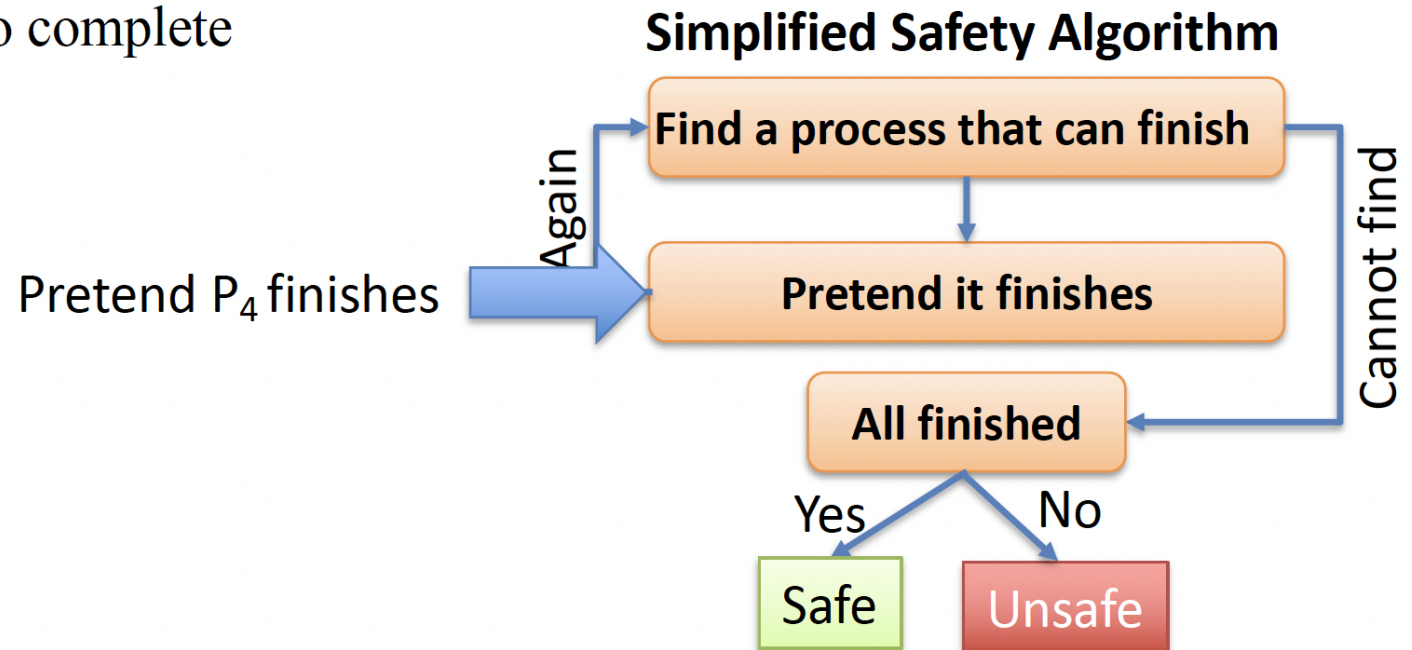 o complete
Simplified Safety Algorithm
Find a process that can finish
Again
Cannot find
Pretend P₄ finishes
Pretend it finishes
All finished
Yes
No
Safe
Unsafe